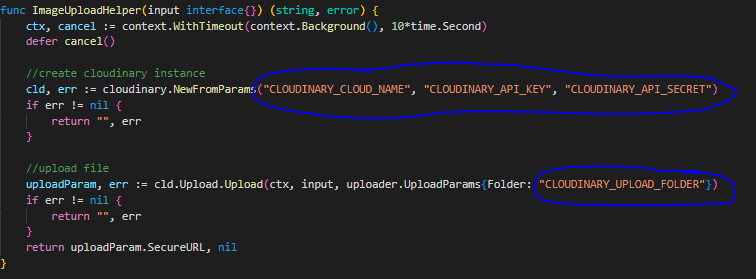 func ImageUploadHelper(input interface{}) (string, error) {
    ctx, cancel := context.WithTimeout(context.Background(), 10*time.Second)
    defer cancel()

    //create cloudinary instance
    cld, err := cloudinary.NewFromParams("CLOUDINARY_CLOUD_NAME", "CLOUDINARY_API_KEY", "CLOUDINARY_API_SECRET")
    if err != nil {
        return "", err
    }

    //upload file
    uploadParam, err := cld.Upload.Upload(ctx, input, uploader.UploadParams{Folder: "CLOUDINARY_UPLOAD_FOLDER"})
    if err != nil {
        return "", err
    }
    return uploadParam.SecureURL, nil
}